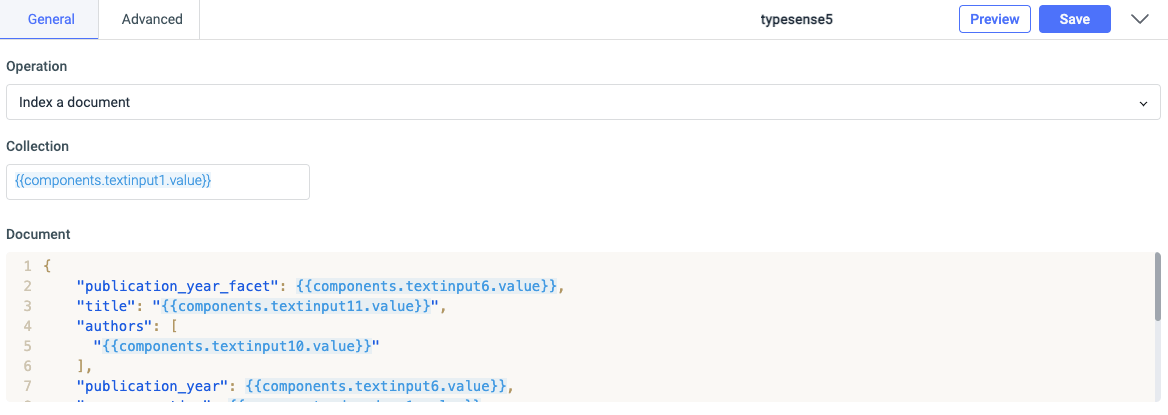 General Advanced typesense5 Preview Save
Operation
Index a document
Collection
{{components.textinput1.value}}
Document
1 {
2 "publication_year_facet": {{components.textinput6.value}},
3 "title": "{{components.textinput11.value}}",
4 "authors": [
5 "{{components.textinput10.value}}"
6 ],
7 "publication_year": {{components.textinput6.value}},